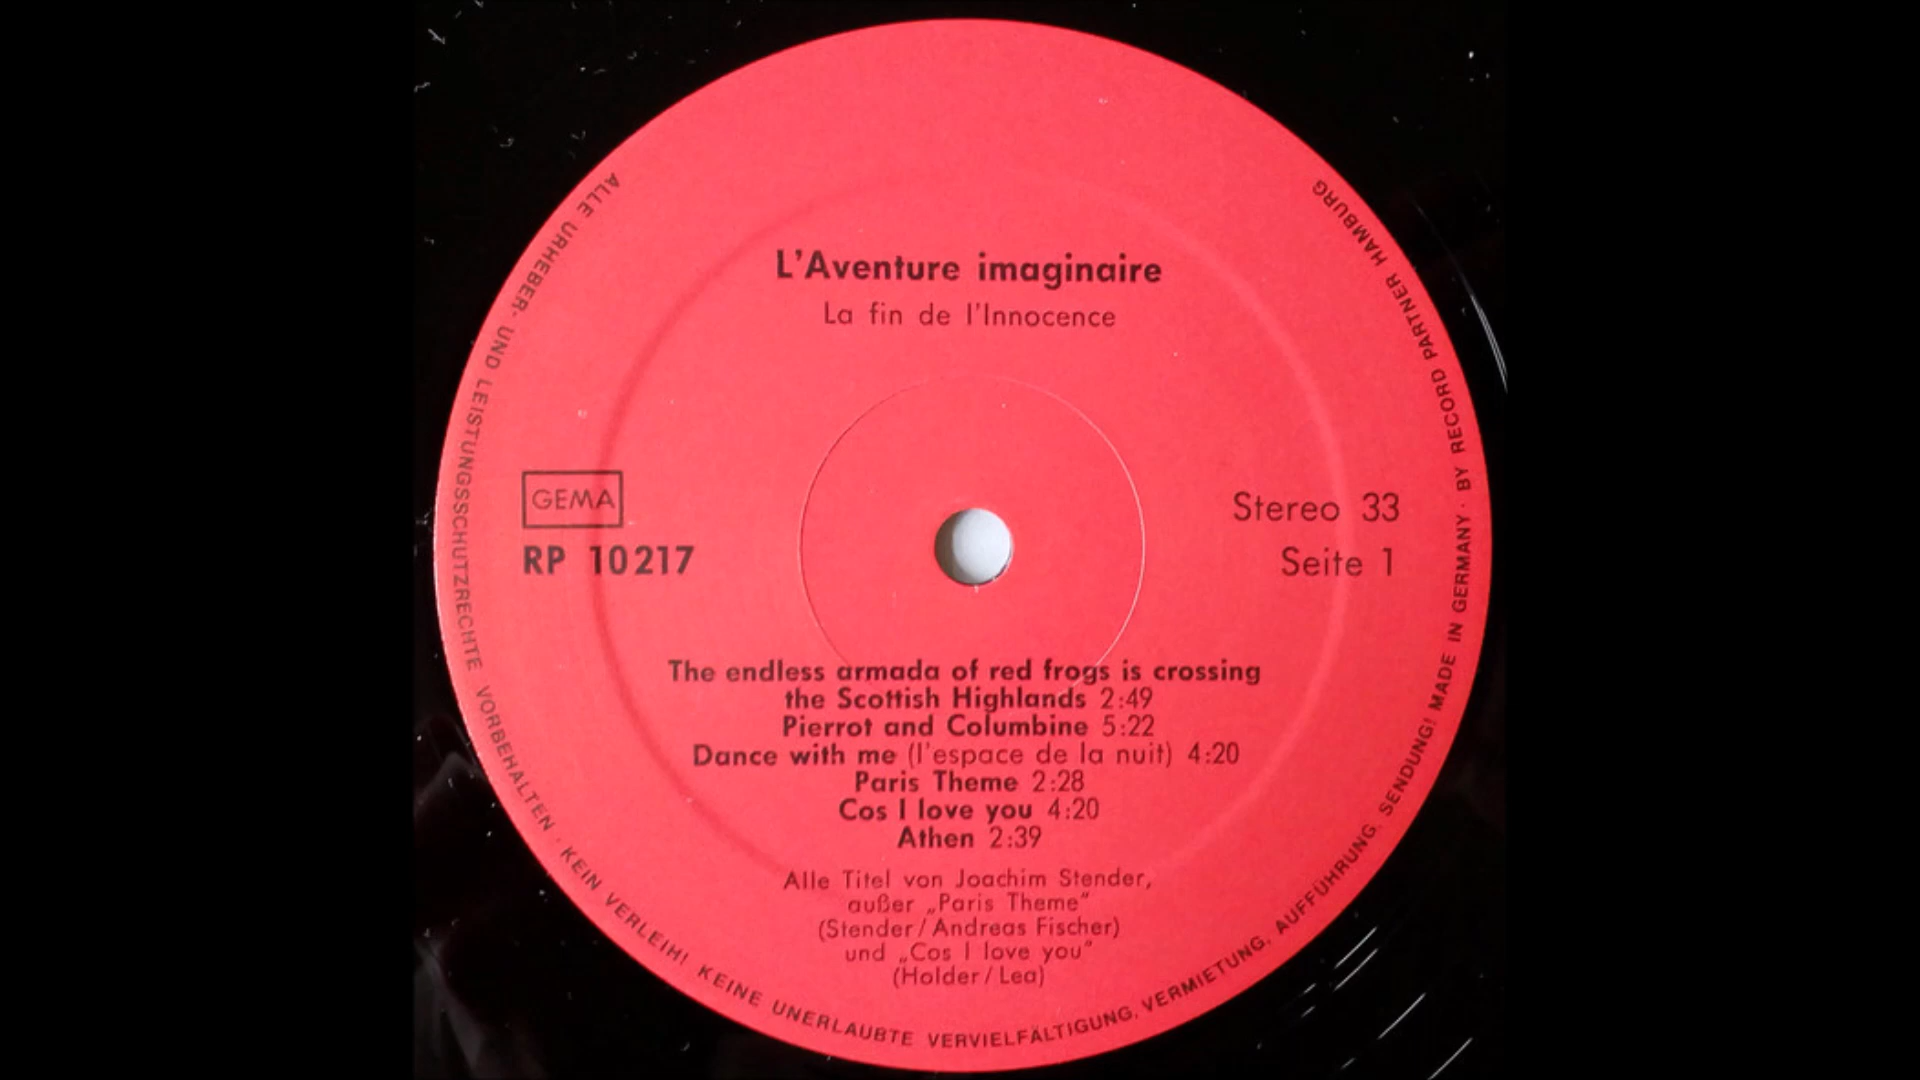 L'Aventure imaginaire
La fin de l'Innocence
GEMA
RP 10217
Stereo 33
Seite 1
The endless armada of red frogs is crossing
the Scottish Highlands 2:49
Pierrot and Columbine 5:22
Dance with me (l'espace de la nuit) 4:20
Paris Theme 2:28
Cos I love you 4:20
Athen 2:39
Alle Titel von Joachim Stender,
außer „Paris Theme"
(Stender / Andreas Fischer)
und „Cos I love you"
(Holder / Lea)
ALLE URHEBER- UND LEISTUNGSSCHUTZRECHTE VORBEHALTEN · KEIN VERLEIH! KEINE UNERLAUBTE VERVIELFÄLTIGUNG, VERMIETUNG, AUFFÜHRUNG, SENDUNG! MADE IN GERMANY · BY RECORD PARTNER HAMBURG